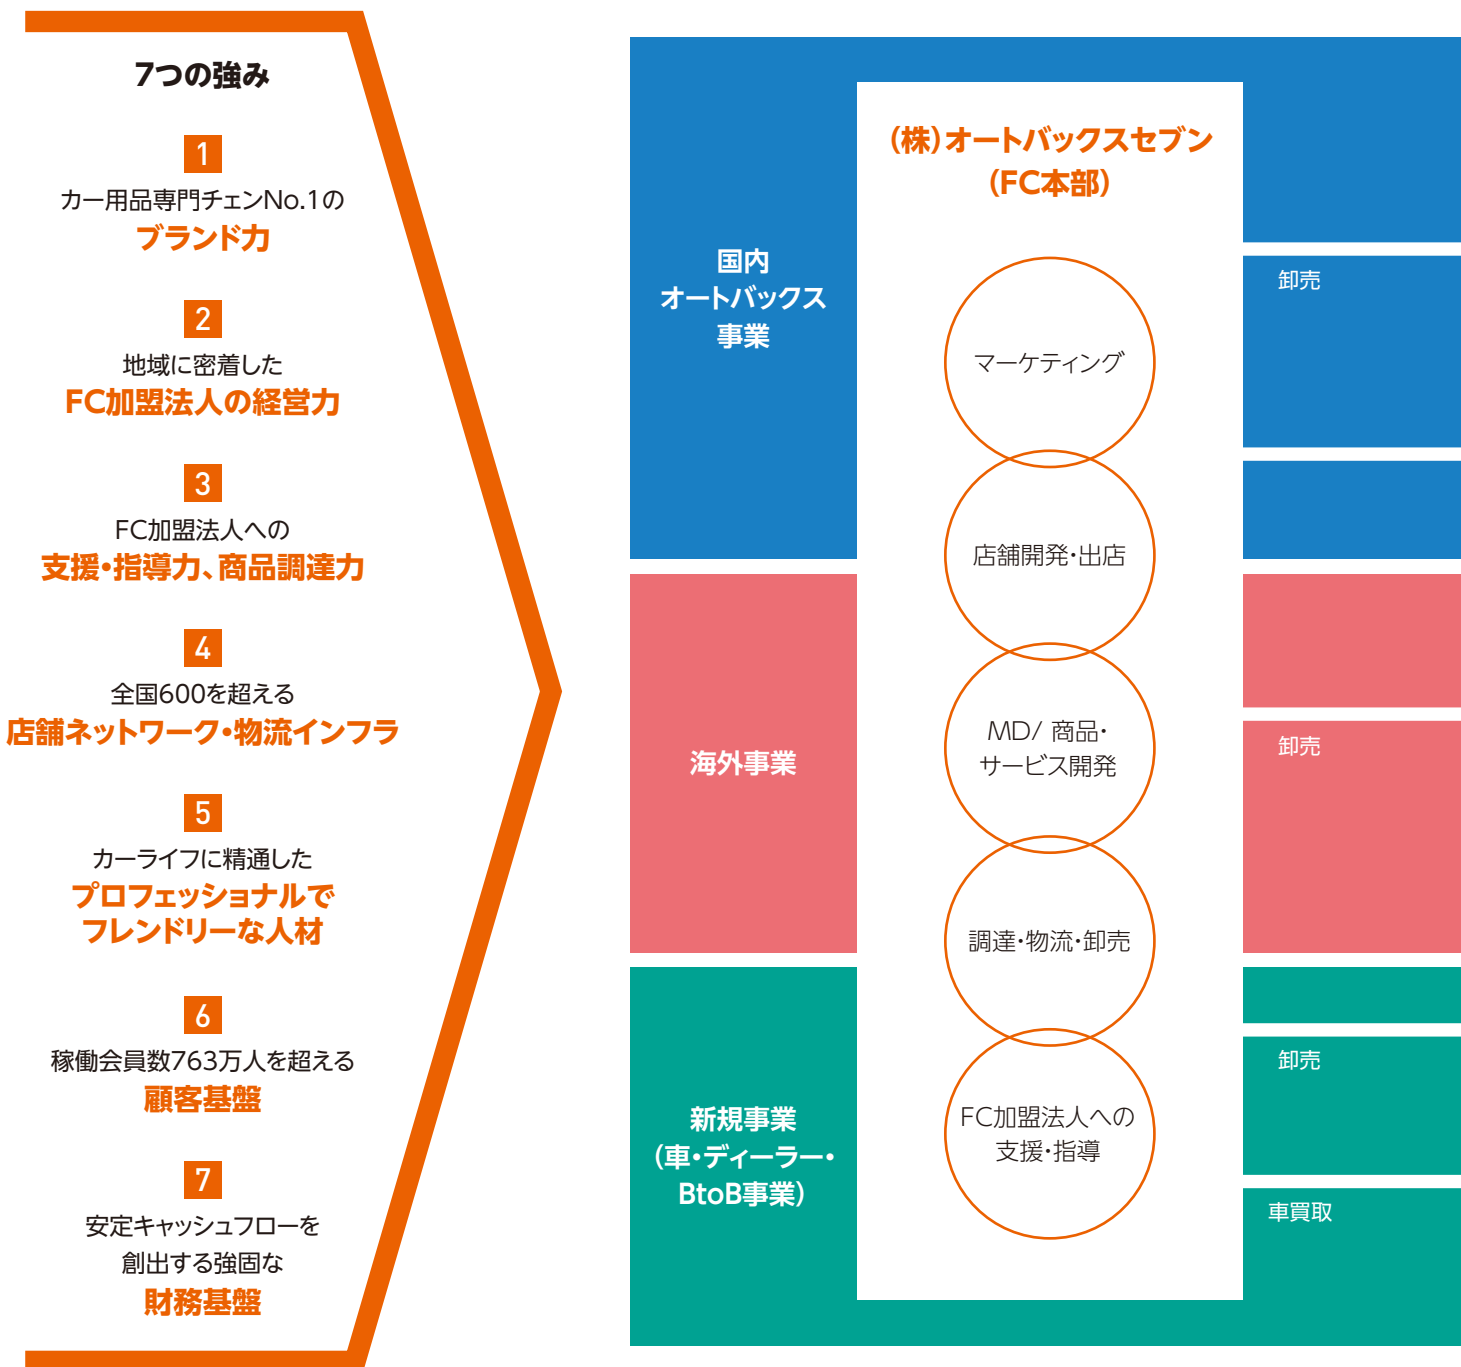 7つの強み
1
カー用品専門チェンNo.1の
ブランド力
2
地域に密着した
FC加盟法人の経営力
3
FC加盟法人への
支援・指導力、商品調達力
4
全国600を超える
店舗ネットワーク・物流インフラ
5
カーライフに精通した
プロフェッショナルで
フレンドリーな人材
6
稼働会員数763万人を超える
顧客基盤
7
安定キャッシュフローを
創出する強固な
財務基盤
国内
オートバックス
事業
海外事業
新規事業
(車・ディーラー・
BtoB事業)
(株)オートバックスセブン
(FC本部)
マーケティング
店舗開発・出店
MD/ 商品・
サービス開発
調達・物流・卸売
FC加盟法人への
支援・指導
卸売
卸売
卸売
車買取